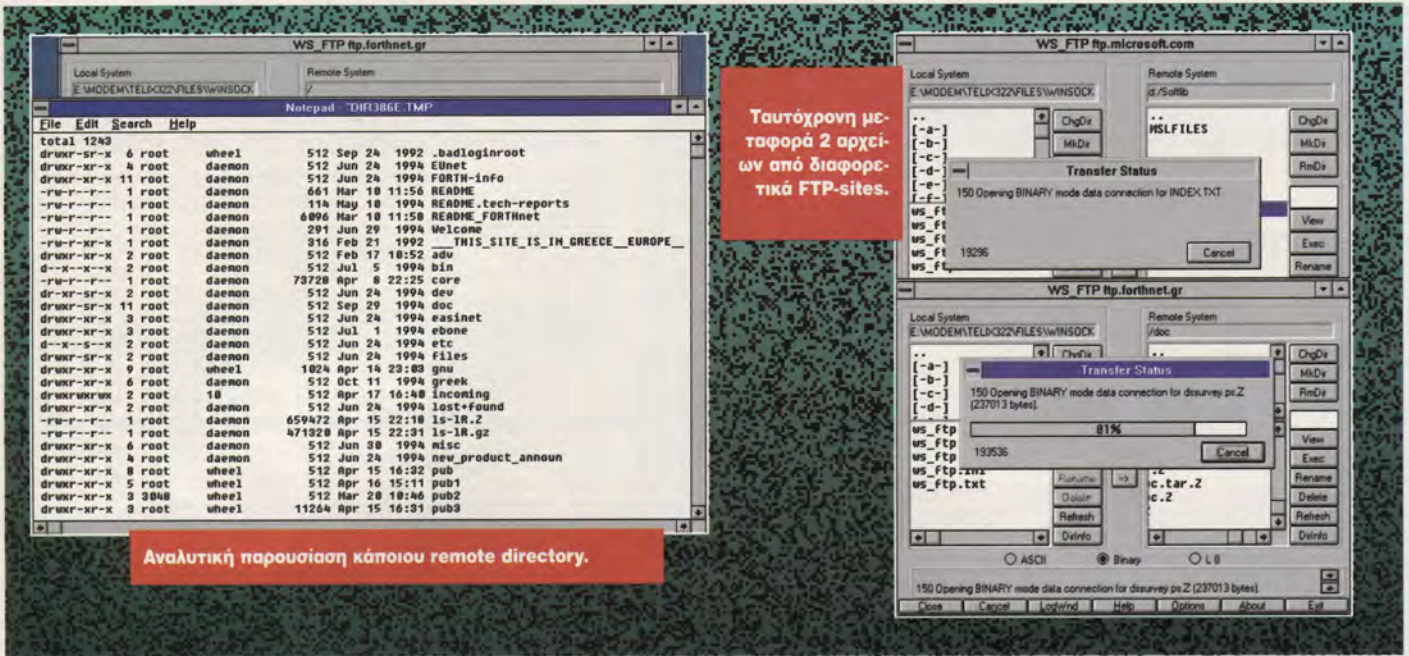 WS_FTP ftp.forthnet.gr
Local System
Remote System
E:\MODEM\TELIX322\FILES\WINSOCK
/
Notepad - ~DIR386E.TMP
File Edit Search Help
total 1243
drwxr-sr-x 6 root wheel 512 Sep 24 1992 .badloginroot
drwxr-xr-x 4 root daemon 512 Jun 24 1994 EUnet
drwxr-xr-x 11 root daemon 512 Jun 24 1994 FORTH-info
-rw-r--r-- 1 root daemon 661 Mar 10 11:56 README
-rw-r--r-- 1 root daemon 114 May 10 1994 README.tech-reports
-rw-r--r-- 1 root daemon 6096 Mar 10 11:58 README_FORTHnet
-rw-r--r-- 1 root daemon 291 Jun 29 1994 Welcome
-rw-r-xr-x 1 root daemon 316 Feb 21 1992 ___THIS_SITE_IS_IN_GREECE__EUROPE_
drwxr-xr-x 2 root daemon 512 Feb 17 10:52 adv
d--x--x--x 2 root daemon 512 Jul 5 1994 bin
-rw-r--r-- 1 root daemon 73728 Apr 8 22:25 core
dr-xr-sr-x 2 root daemon 512 Jun 24 1994 dev
drwxr-sr-x 11 root daemon 512 Sep 29 1994 doc
drwxr-xr-x 3 root daemon 512 Jun 24 1994 easinet
drwxr-xr-x 3 root daemon 512 Jul 1 1994 ebone
d--x--s--x 2 root daemon 512 Jun 24 1994 etc
drwxr-sr-x 2 root daemon 512 Jun 24 1994 files
drwxr-xr-x 9 root wheel 1024 Apr 14 23:03 gnu
drwxr-xr-x 6 root daemon 512 Oct 11 1994 greek
drwxrwxrwx 2 root 10 512 Apr 17 16:40 incoming
drwxr-xr-x 2 root daemon 512 Jun 24 1994 lost+found
-rw-r--r-- 1 root daemon 659472 Apr 15 22:18 ls-lR.Z
-rw-r--r-- 1 root daemon 471320 Apr 15 22:31 ls-lR.gz
drwxr-xr-x 6 root daemon 512 Jun 30 1994 misc
drwxr-xr-x 4 root daemon 512 Jun 24 1994 new_product_announ
drwxr-xr-x 8 root wheel 512 Apr 15 16:32 pub
drwxr-xr-x 5 root wheel 512 Apr 16 15:11 pub1
drwxr-xr-x 3 3048 wheel 512 Mar 20 10:46 pub2
drwxr-xr-x 3 root wheel 11264 Apr 15 16:31 pub3
Αναλυτική παρουσίαση κάποιου remote directory.
Ταυτόχρονη με-
ταφορά 2 αρχεί-
ων από διαφορε-
τικά FTP-sites.
WS_FTP ftp.microsoft.com
Local System
Remote System
E:\MODEM\TELIX322\FILES\WINSOCK
d:/Softlib
..
[-a-]
[-b-]
[-c-]
[-d-]
[-e-]
[-f-]
ws_ft
ws_ft
ws_ft
ws_ft
ChgDir
MkDir
..
MSLFILES
ChgDir
MkDir
RmDir
View
Exec
Rename
Transfer Status
150 Opening BINARY mode data connection for INDEX.TXT
19296
Cancel
WS_FTP ftp.forthnet.gr
Local System
Remote System
E:\MODEM\TELIX322\FILES\WINSOCK
/doc
..
[-a-]
[-b-]
[-c-]
[-d-]
ws_ftp
ws_ftp
ws_ftp
ws_ftp.ini
ws_ftp.txt
ChgDir
Transfer Status
150 Opening BINARY mode data connection for dssurvey.ps.Z
(237013 bytes).
81%
193536
Cancel
Rename
Delete
Refresh
DirInfo
..
.Z
c.tar.Z
c.Z
ChgDir
MkDir
RmDir
View
Exec
Rename
Delete
Refresh
DirInfo
ASCII Binary L 8
150 Opening BINARY mode data connection for dssurvey.ps.Z (237013 bytes).
Close Cancel LogWnd Help Options About Exit